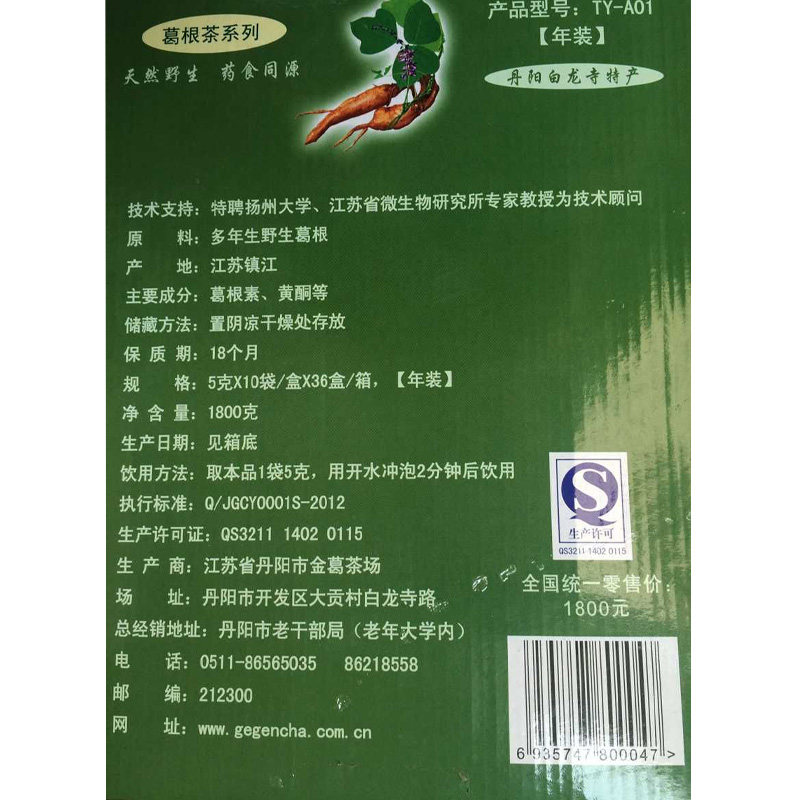 葛根茶系列
天然野生 药食同源
产品型号：TY-A01
【年装】
丹阳白龙寺特产
技术支持：特聘扬州大学、江苏省微生物研究所专家教授为技术顾问
原 料：多年生野生葛根
产 地：江苏镇江
主要成分：葛根素、黄酮等
储藏方法：置阴凉干燥处存放
保 质 期：18个月
规 格：5克X10袋/盒X36盒/箱，【年装】
净 含 量：1800克
生产日期：见箱底
饮用方法：取本品1袋5克，用开水冲泡2分钟后饮用
执行标准：Q/JGCY0001S-2012
生产许可证：QS3211 1402 0115
生 产 商：江苏省丹阳市金葛茶场
场 址：丹阳市开发区大贡村白龙寺路
总经销地址：丹阳市老干部局（老年大学内）
电 话：0511-86565035 86218558
邮 编：212300
网 址：www.gegencha.com.cn
生产许可
QS3211 1402 0115
全国统一零售价：
1800元
6 935747 800047 >